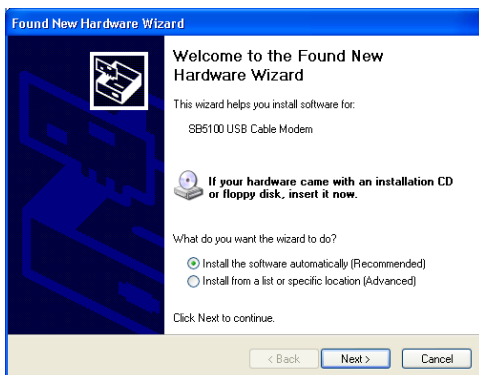 Found New Hardware Wizard
Welcome to the Found New
Hardware Wizard
This wizard helps you install software for:
SB5100 USB Cable Modem
If your hardware came with an installation CD
or floppy disk, insert it now.
What do you want the wizard to do?
Install the software automatically (Recommended)
Install from a list or specific location (Advanced)
Click Next to continue.
< Back
Next >
Cancel